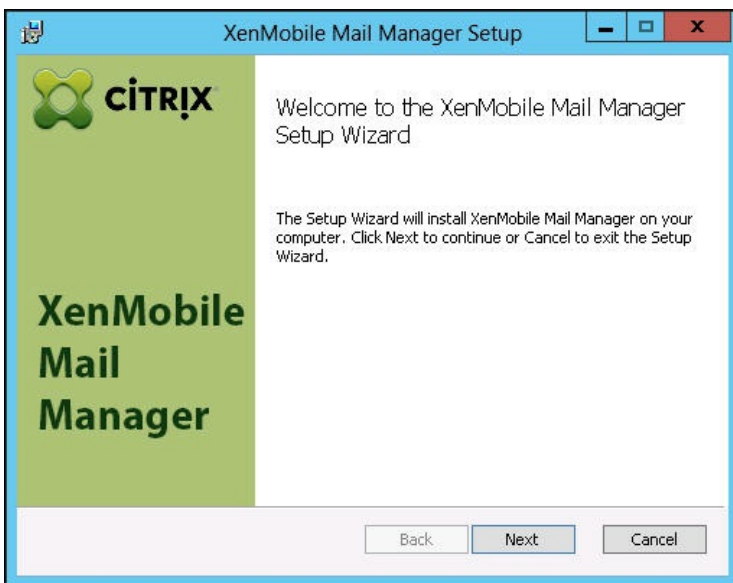 XenMobile Mail Manager Setup
CİTRIX
Welcome to the XenMobile Mail Manager
Setup Wizard
The Setup Wizard will install XenMobile Mail Manager on your
computer. Click Next to continue or Cancel to exit the Setup
Wizard.
XenMobile
Mail
Manager
Back Next Cancel